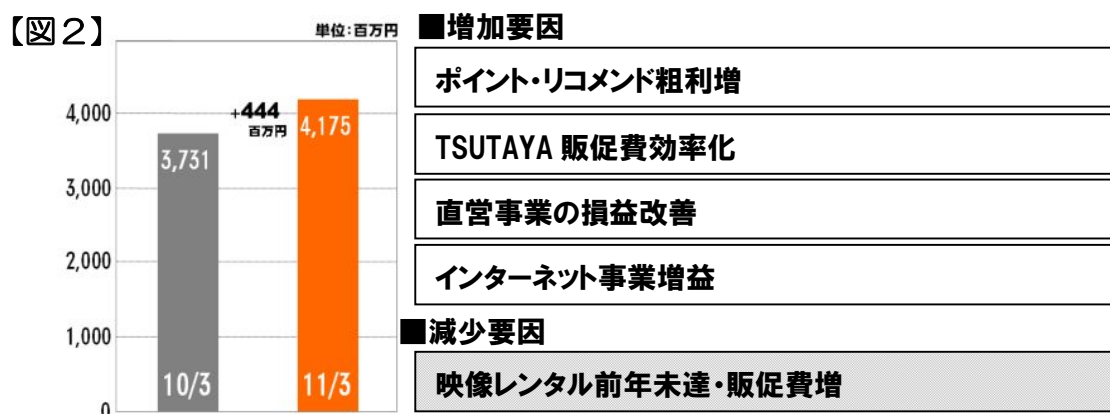 【図２】
単位：百万円
4,000
3,000
2,000
1,000
0
3,731
10/3
+444
百万円
4,175
11/3
■増加要因
ポイント・リコメンド粗利増
TSUTAYA 販促費効率化
直営事業の損益改善
インターネット事業増益
■減少要因
映像レンタル前年未達・販促費増